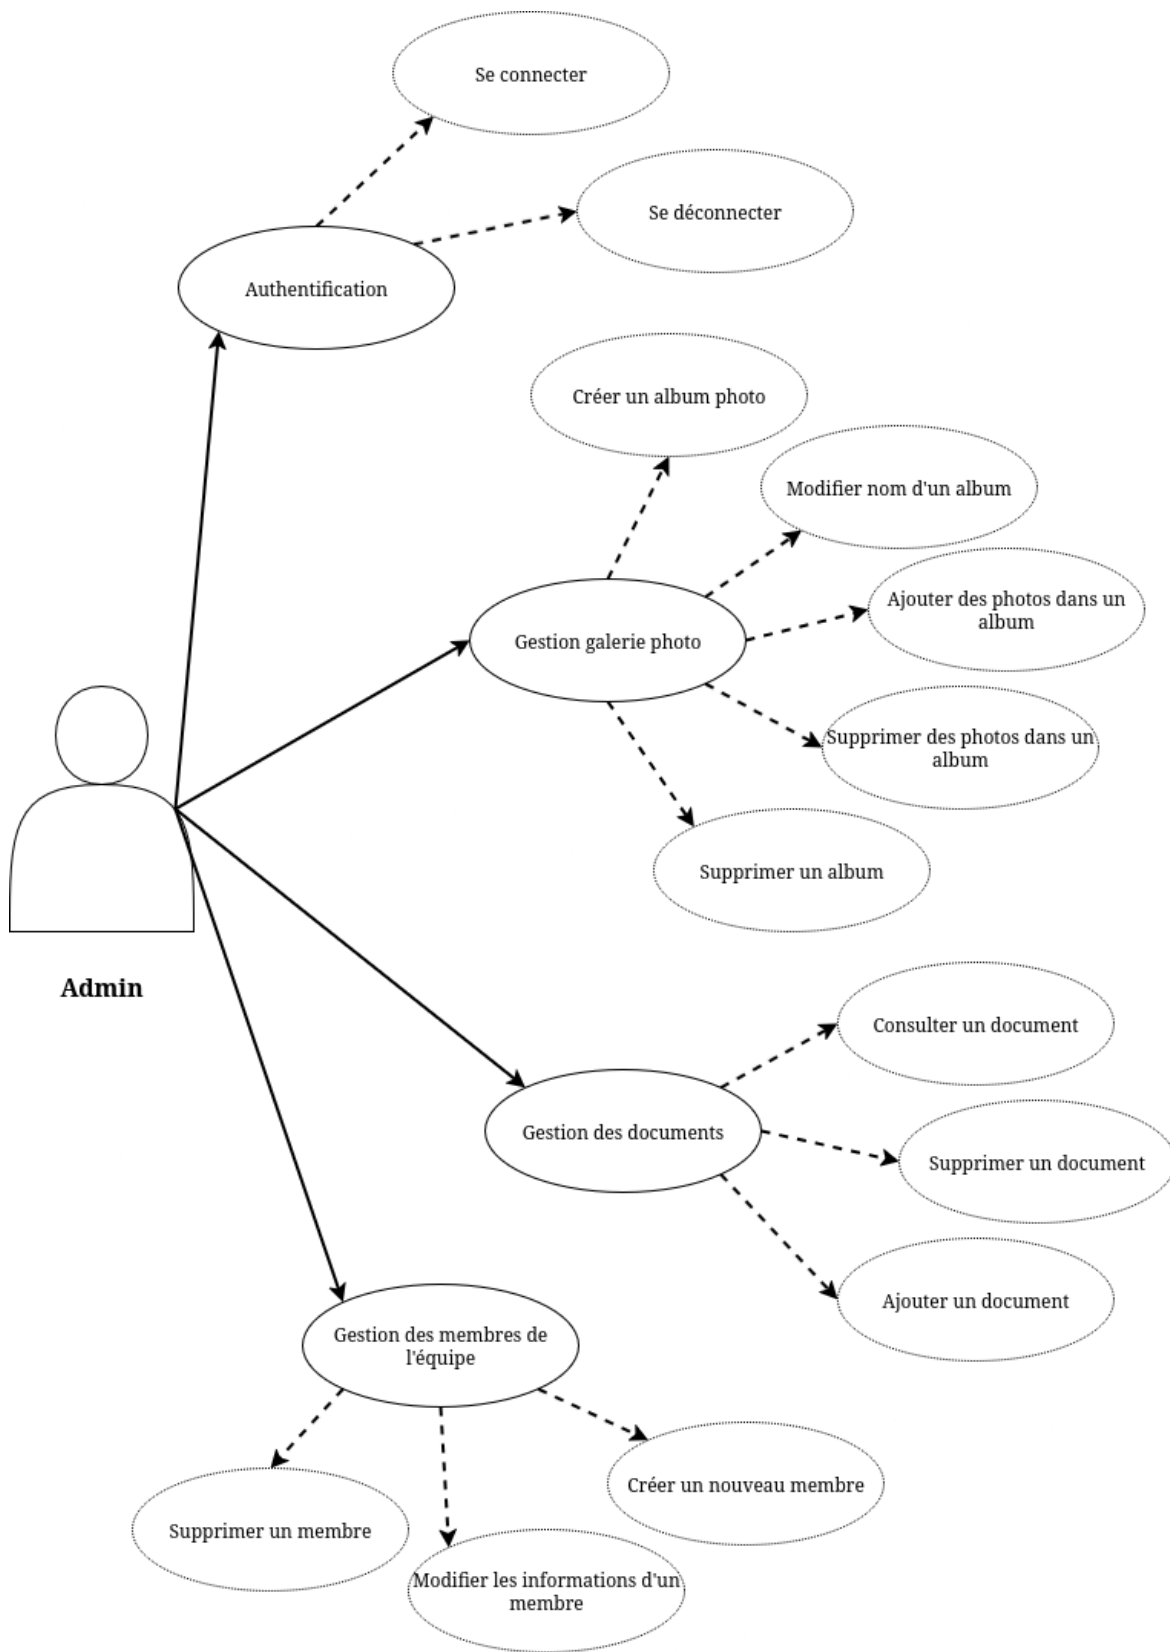 Se connecter
Se déconnecter
Authentification
Créer un album photo
Modifier nom d'un album
Ajouter des photos dans un
album
Gestion galerie photo
Supprimer des photos dans un
album
Supprimer un album
Admin
Consulter un document
Gestion des documents
Supprimer un document
Ajouter un document
Gestion des membres de
l'équipe
Créer un nouveau membre
Supprimer un membre
Modifier les informations d'un
membre